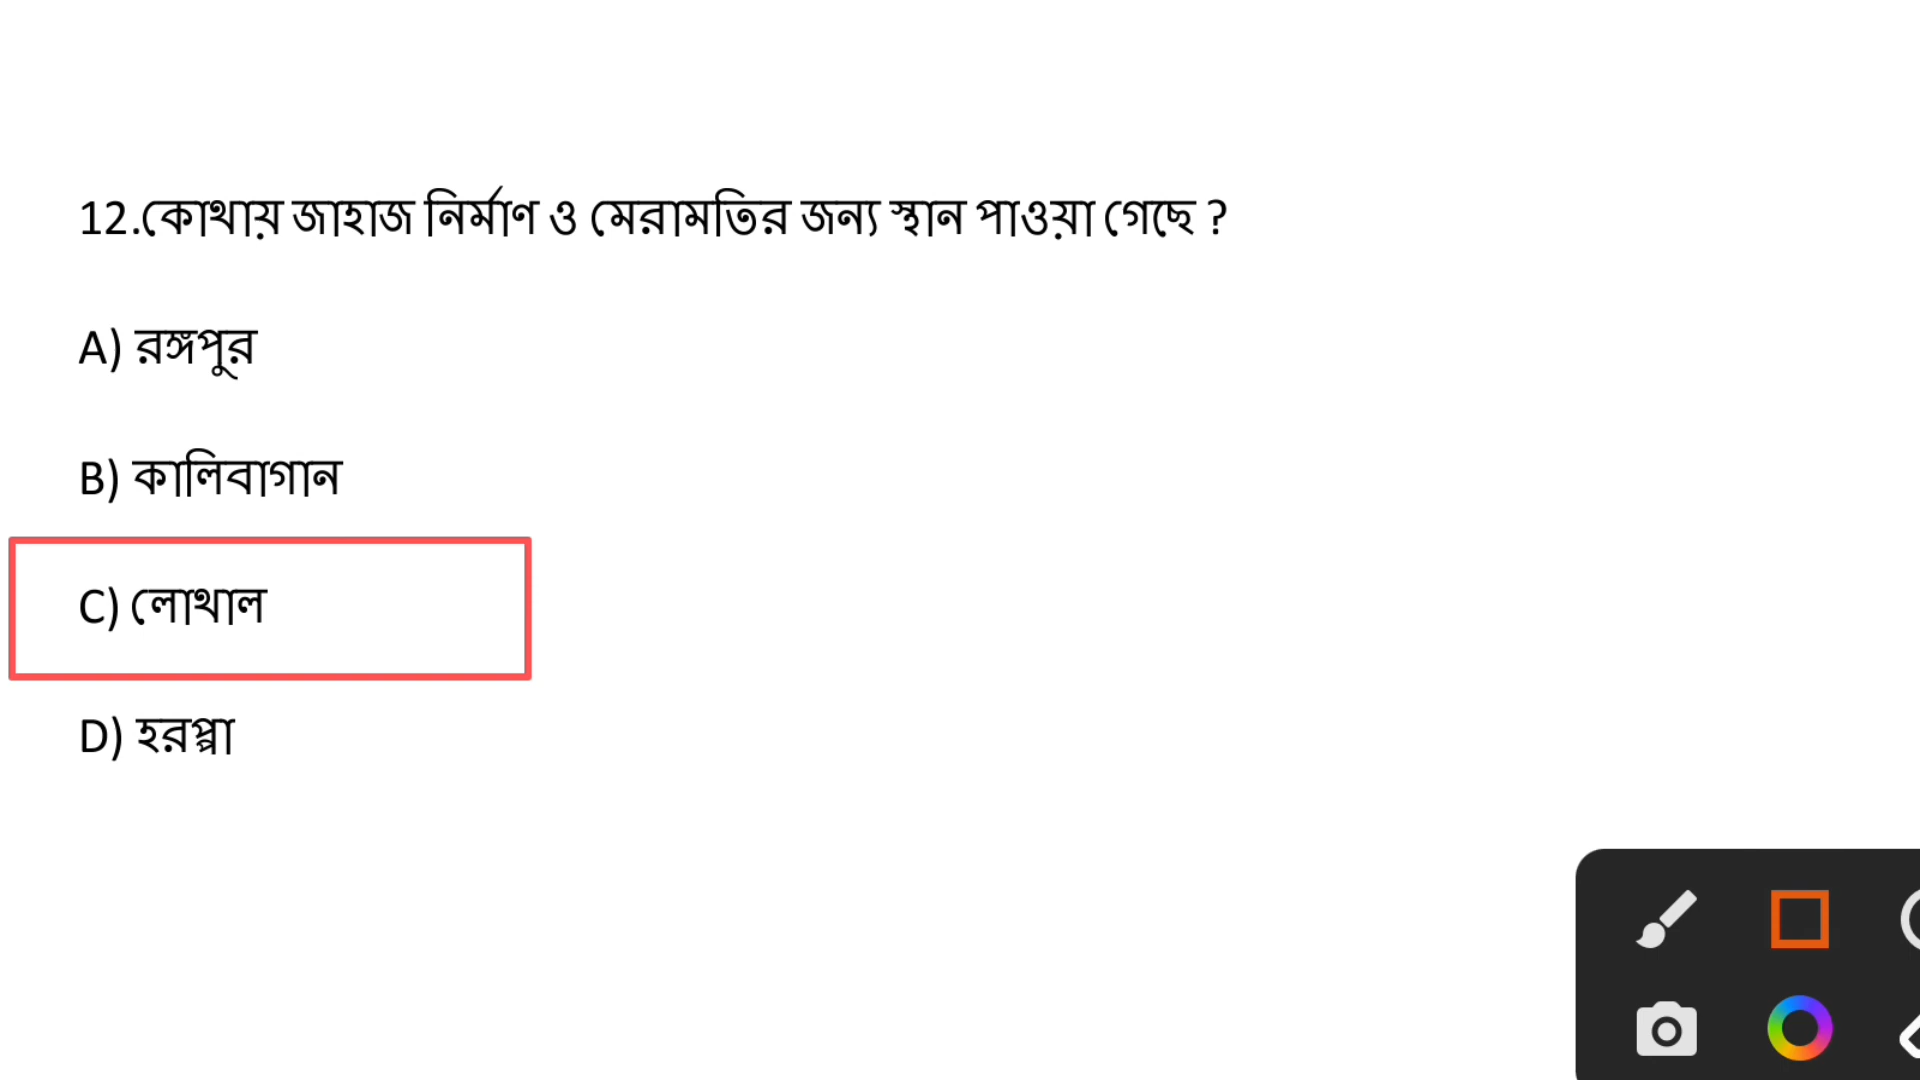 12.কোথায় জাহাজ নির্মাণ ও মেরামতির জন্য স্থান পাওয়া গেছে ?
A) রঙ্গপুর
B) কালিবাগান
C) লোথাল
D) হরপ্পা